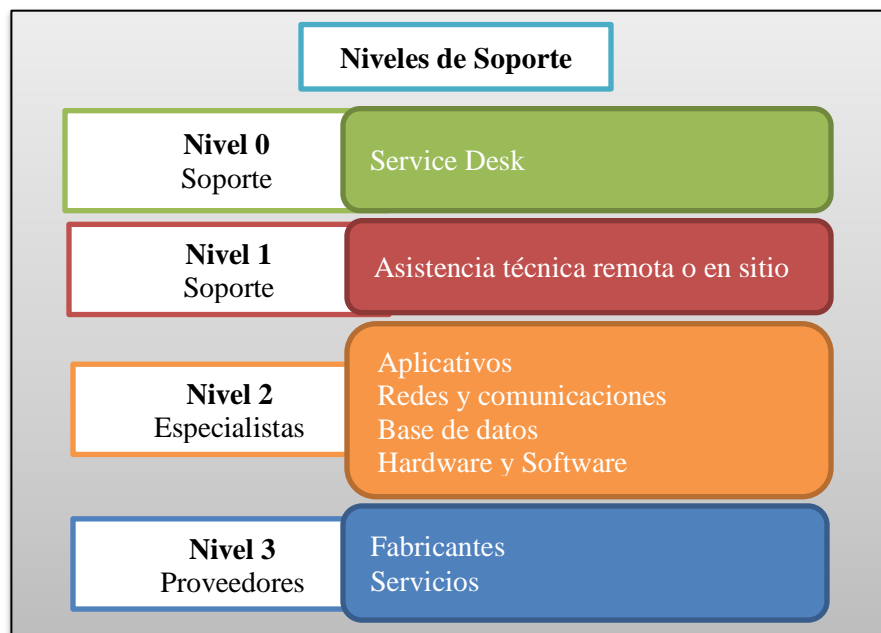 Niveles de Soporte
Nivel 0
Soporte
Service Desk
Nivel 1
Soporte
Asistencia técnica remota o en sitio
Nivel 2
Especialistas
Aplicativos
Redes y comunicaciones
Base de datos
Hardware y Software
Nivel 3
Proveedores
Fabricantes
Servicios